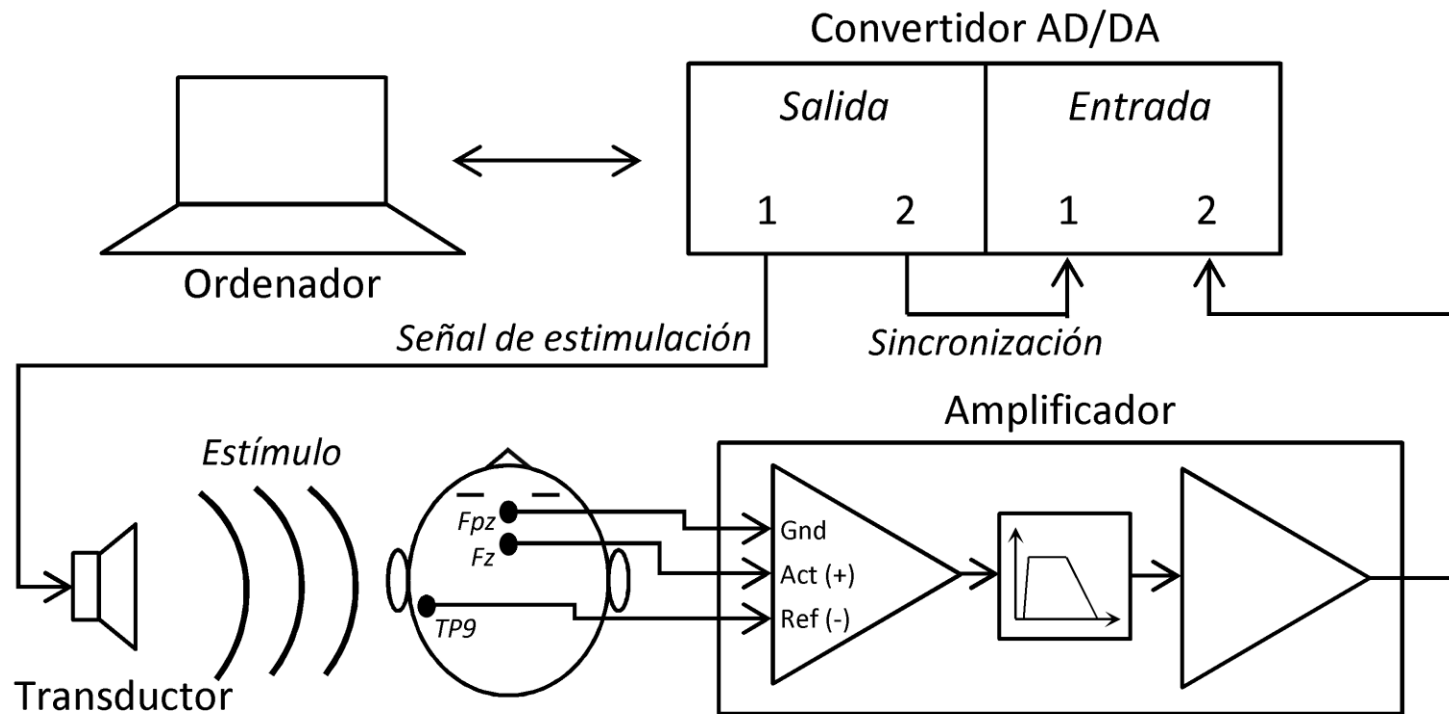 Convertidor AD/DA
Salida
Entrada
1
2
1
2
Ordenador
Señal de estimulación
Sincronización
Amplificador
Estímulo
Fpz
Fz
TP9
Gnd
Act (+)
Ref (-)
Transductor